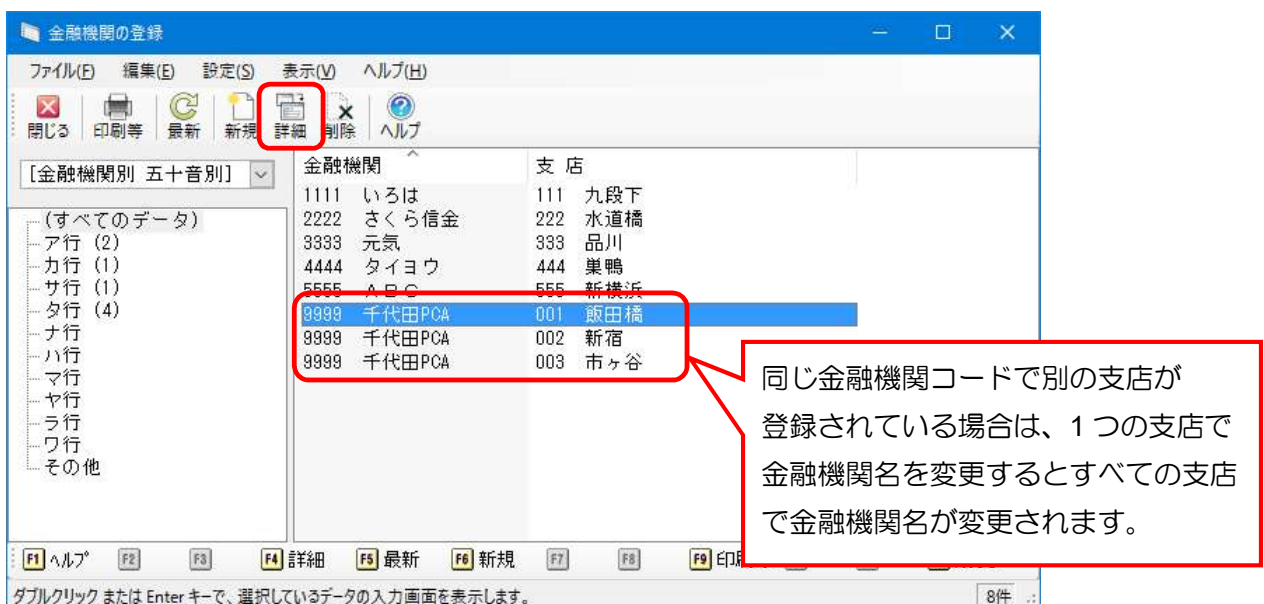 金融機関の登録
ファイル(F) 編集(E) 設定(S) 表示(V) ヘルプ(H)
閉じる 印刷等 最新 新規 詳細 削除 ヘルプ
[金融機関別 五十音別]
(すべてのデータ)
ア行 (2)
カ行 (1)
サ行 (1)
タ行 (4)
ナ行
ハ行
マ行
ヤ行
ラ行
ワ行
その他
金融機関 支 店
1111 いろは 111 九段下
2222 さくら信金 222 水道橋
3333 元気 333 品川
4444 タイヨウ 444 巣鴨
5555 ABC 555 新横浜
9999 千代田PCA 001 飯田橋
9999 千代田PCA 002 新宿
9999 千代田PCA 003 市ヶ谷
同じ金融機関コードで別の支店が
登録されている場合は、1つの支店で
金融機関名を変更するとすべての支店
で金融機関名が変更されます。
F1 ヘルプ F2 F3 F4 詳細 F5 最新 F6 新規 F7 F8 F9
ダブルクリック または Enter キーで、選択しているデータの入力画面を表示します。 8件